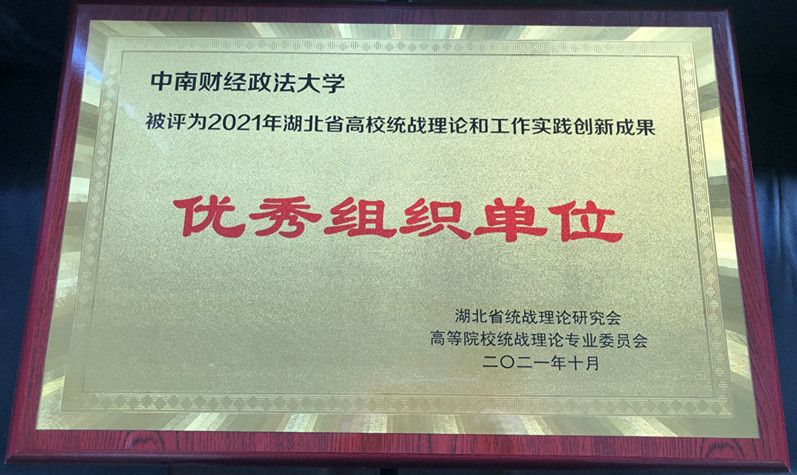 中南财经政法大学
被评为2021年湖北省高校统战理论和工作实践创新成果
优秀组织单位
湖北省统战理论研究会
高等院校统战理论专业委员会
二〇二一年十月